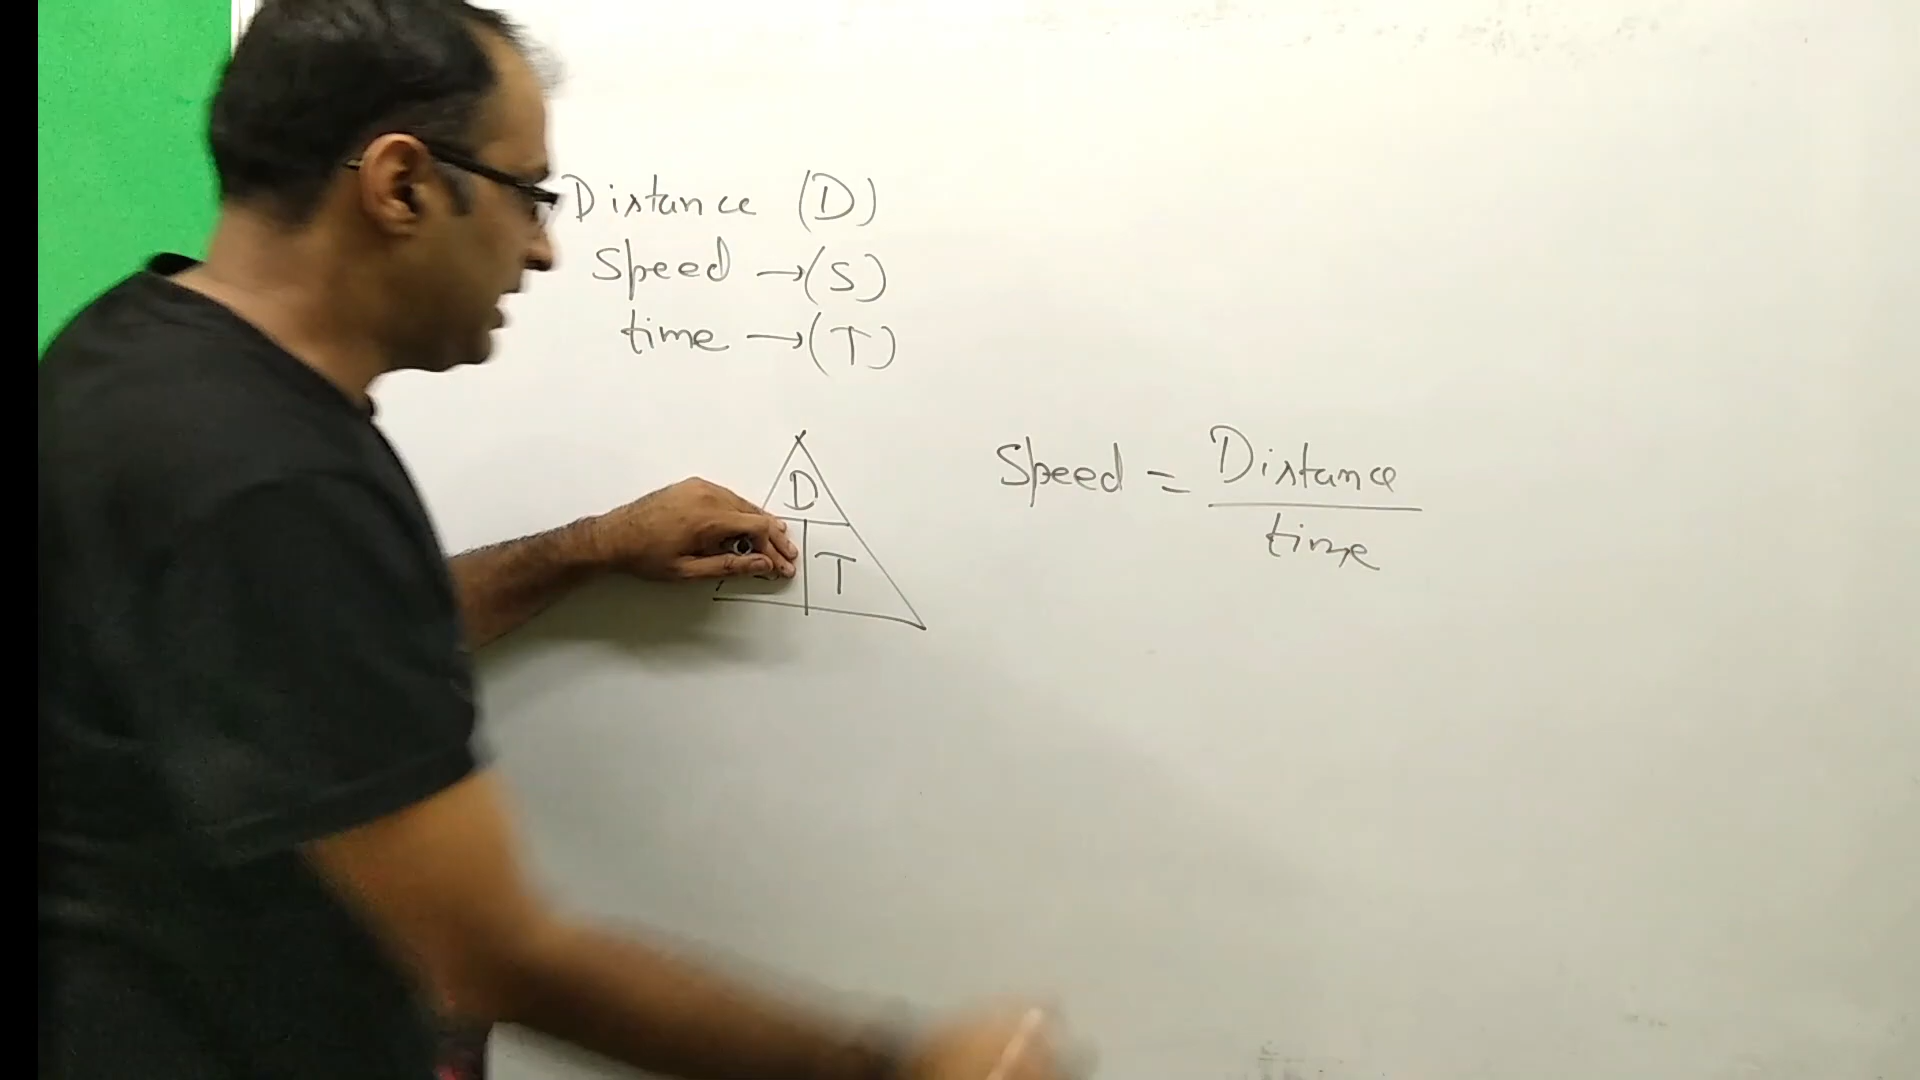 Distance (D)
Speed →(S)
time →(T)
D
T
Speed = Distance
time